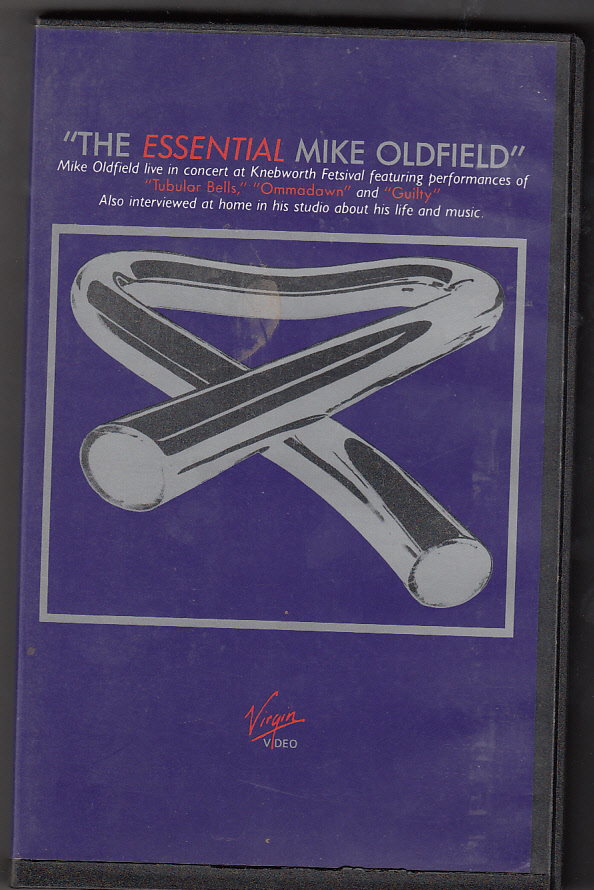 "THE ESSENTIAL MIKE OLDFIELD"
Mike Oldfield live in concert at Knebworth Fetsival featuring performances of
"Tubular Bells," "Ommadawn" and "Guilty"
Also interviewed at home in his studio about his life and music.
Virgin
VIDEO